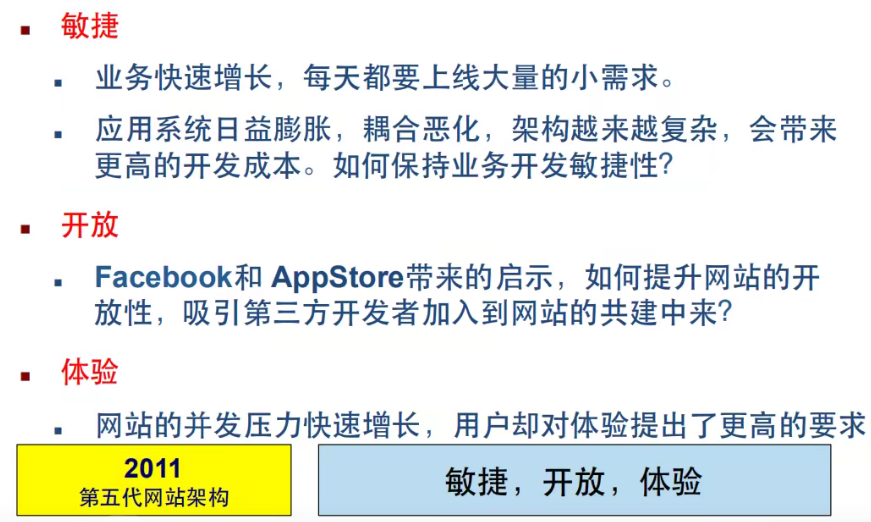 敏捷
业务快速增长，每天都要上线大量的小需求。
应用系统日益膨胀，耦合恶化，架构越来越复杂，会带来
更高的开发成本。如何保持业务开发敏捷性？
开放
Facebook和 AppStore带来的启示，如何提升网站的开
放性，吸引第三方开发者加入到网站的共建中来？
体验
网站的并发压力快速增长，用户却对体验提出了更高的要求
2011
第五代网站架构
敏捷，开放，体验